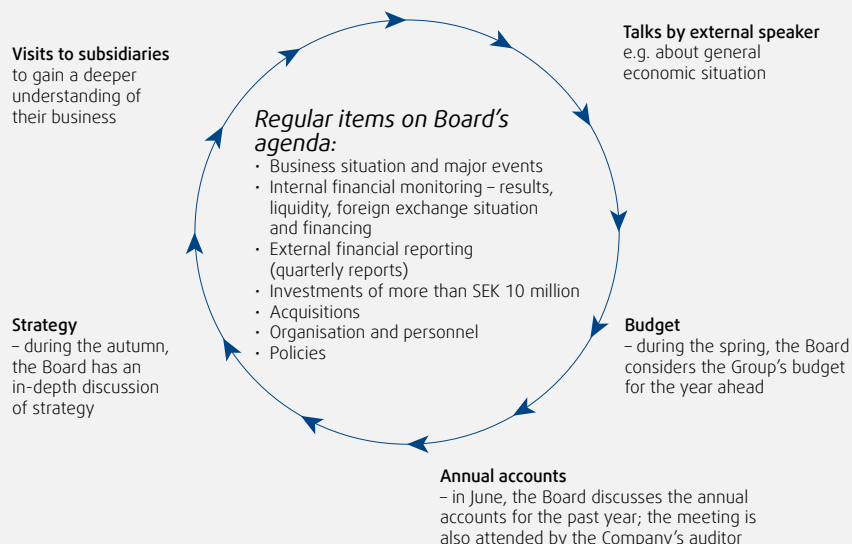 Visits to subsidiaries
to gain a deeper
understanding of
their business
Talks by external speaker
e.g. about general
economic situation
Regular items on Board's
agenda:
· Business situation and major events
· Internal financial monitoring – results,
liquidity, foreign exchange situation
and financing
· External financial reporting
(quarterly reports)
· Investments of more than SEK 10 million
· Acquisitions
· Organisation and personnel
· Policies
Strategy
– during the autumn,
the Board has an
in-depth discussion
of strategy
Budget
– during the spring, the Board
considers the Group's budget
for the year ahead
Annual accounts
– in June, the Board discusses the annual
accounts for the past year; the meeting is
also attended by the Company's auditor